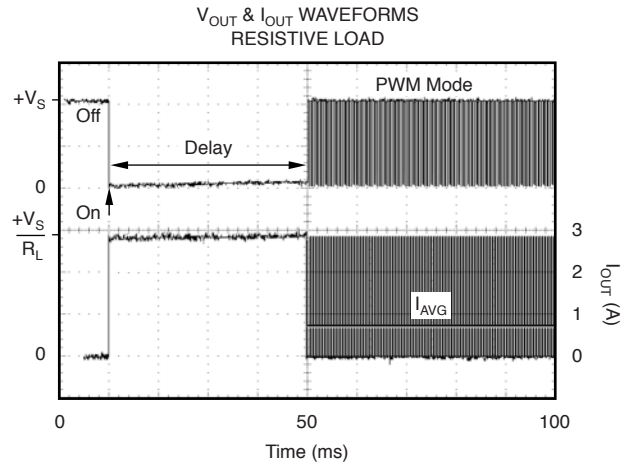 VOUT & IOUT WAVEFORMS
RESISTIVE LOAD
+VS
Off
PWM Mode
Delay
0
On
+VS
RL
3
2
IAVG
1
0
0
IOUT (A)
0
50
100
Time (ms)